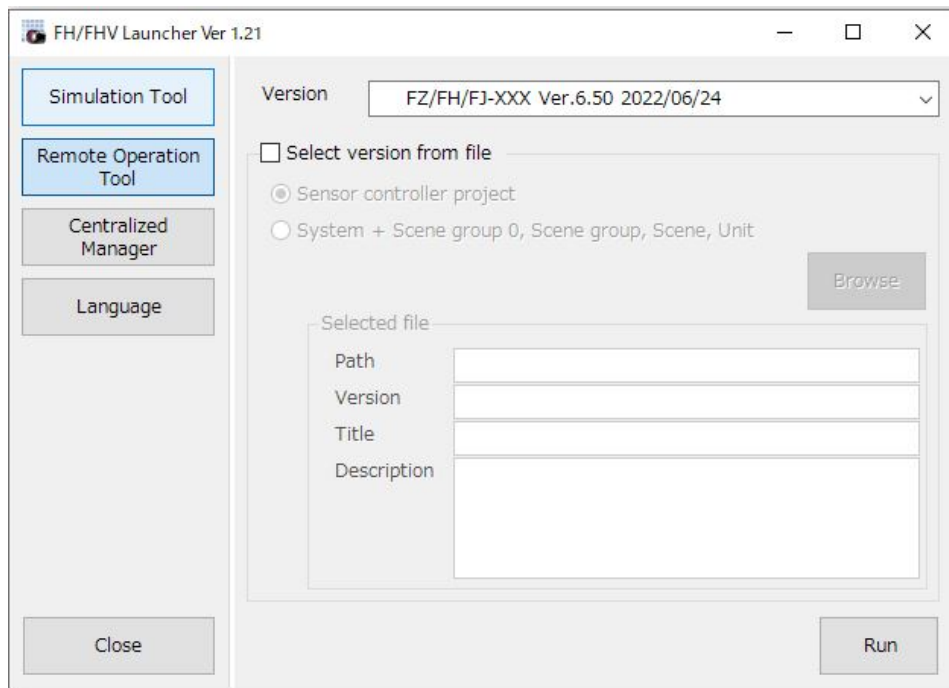 FH/FHV Launcher Ver 1.21
Simulation Tool
Remote Operation
Tool
Centralized
Manager
Language
Close
Version
FZ/FH/FJ-XXX Ver.6.50 2022/06/24
Select version from file
Sensor controller project
System + Scene group 0, Scene group, Scene, Unit
Browse
Selected file
Path
Version
Title
Description
Run